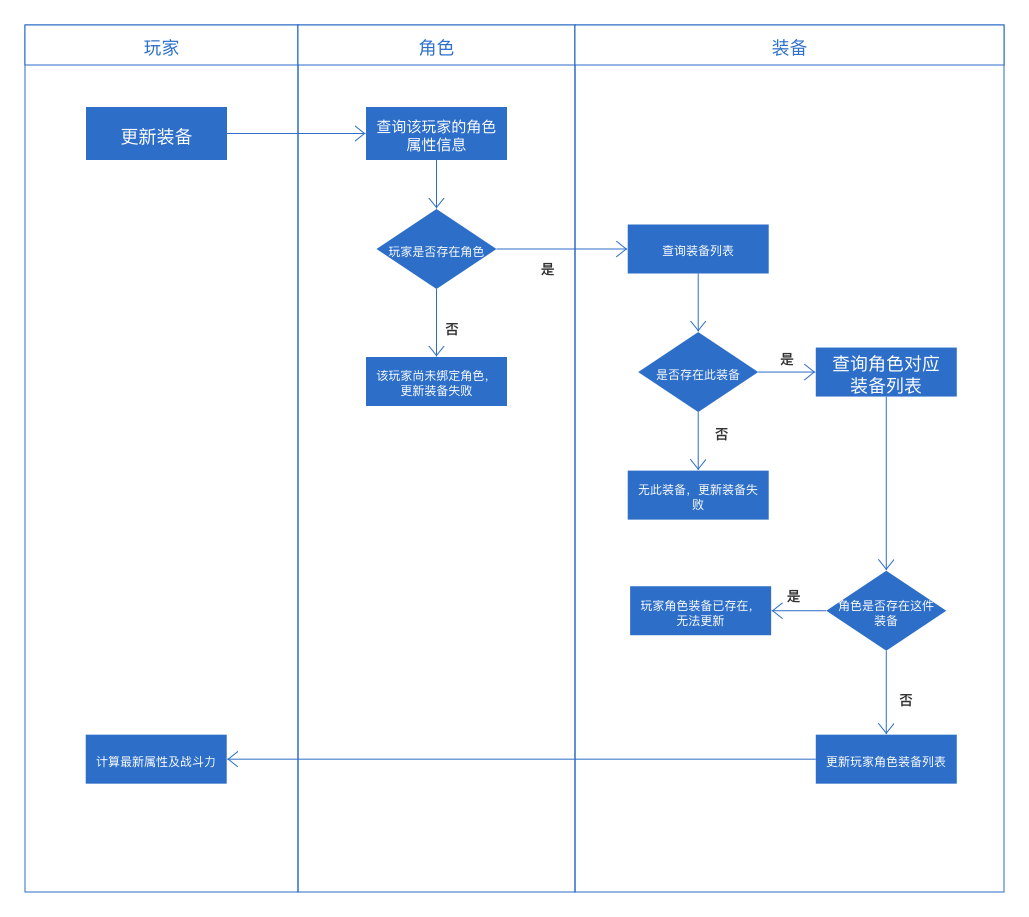 玩家
角色
装备
更新装备
查询该玩家的角色
属性信息
玩家是否存在角色
是
查询装备列表
否
该玩家尚未绑定角色，
更新装备失败
是否存在此装备
是
查询角色对应
装备列表
否
无此装备，更新装备失
败
玩家角色装备已存在，
无法更新
是
角色是否存在这件
装备
否
计算最新属性及战斗力
更新玩家角色装备列表